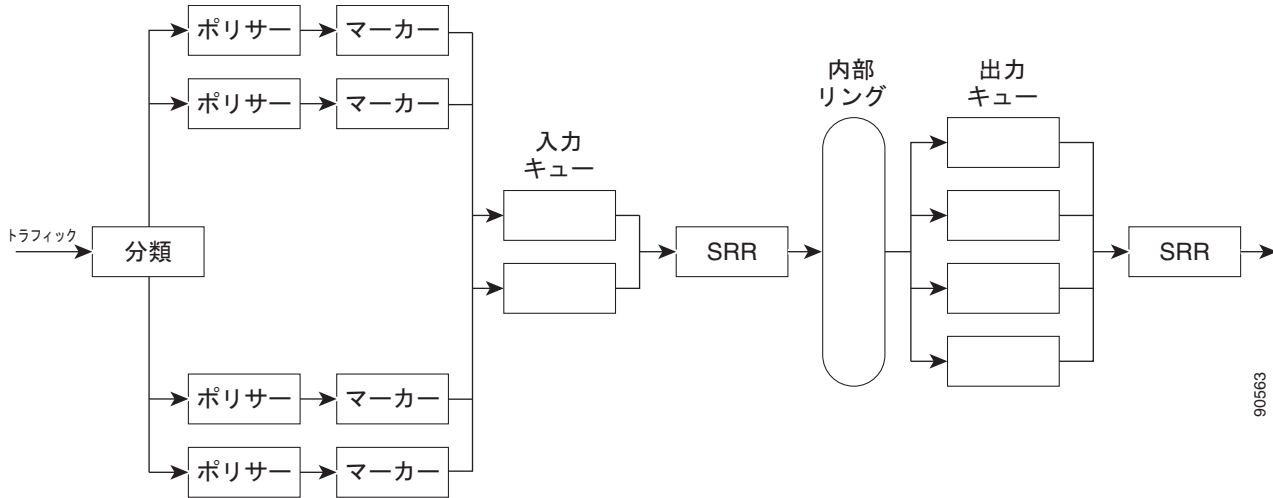 ポリサー
マーカー
ポリサー
マーカー
内部
リング
出力
キュー
入力
キュー
トラフィック
分類
SRR
SRR
ポリサー
マーカー
ポリサー
マーカー
90563